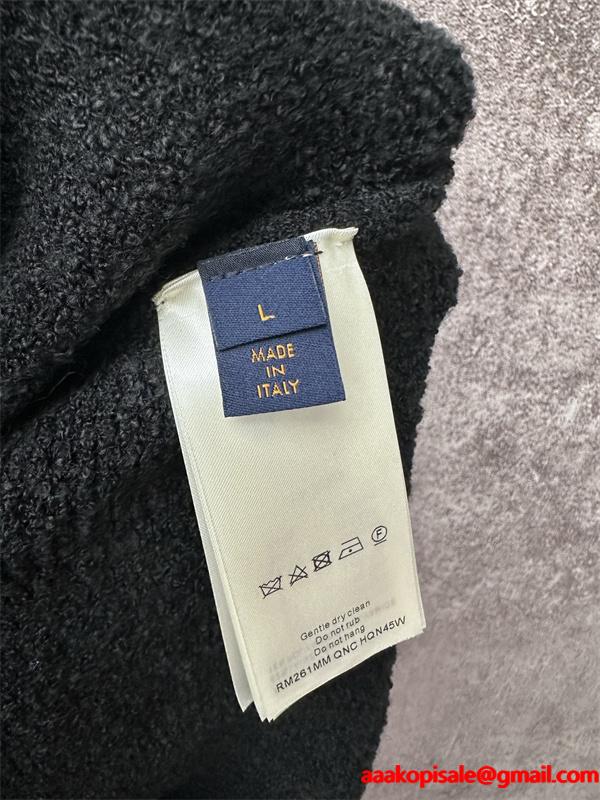 L
MADE
IN
ITALY
F
Gentle dry clean
Do not rub
Do not hang
RM261MM QNC HQN45W
aaakopisale@gmail.com